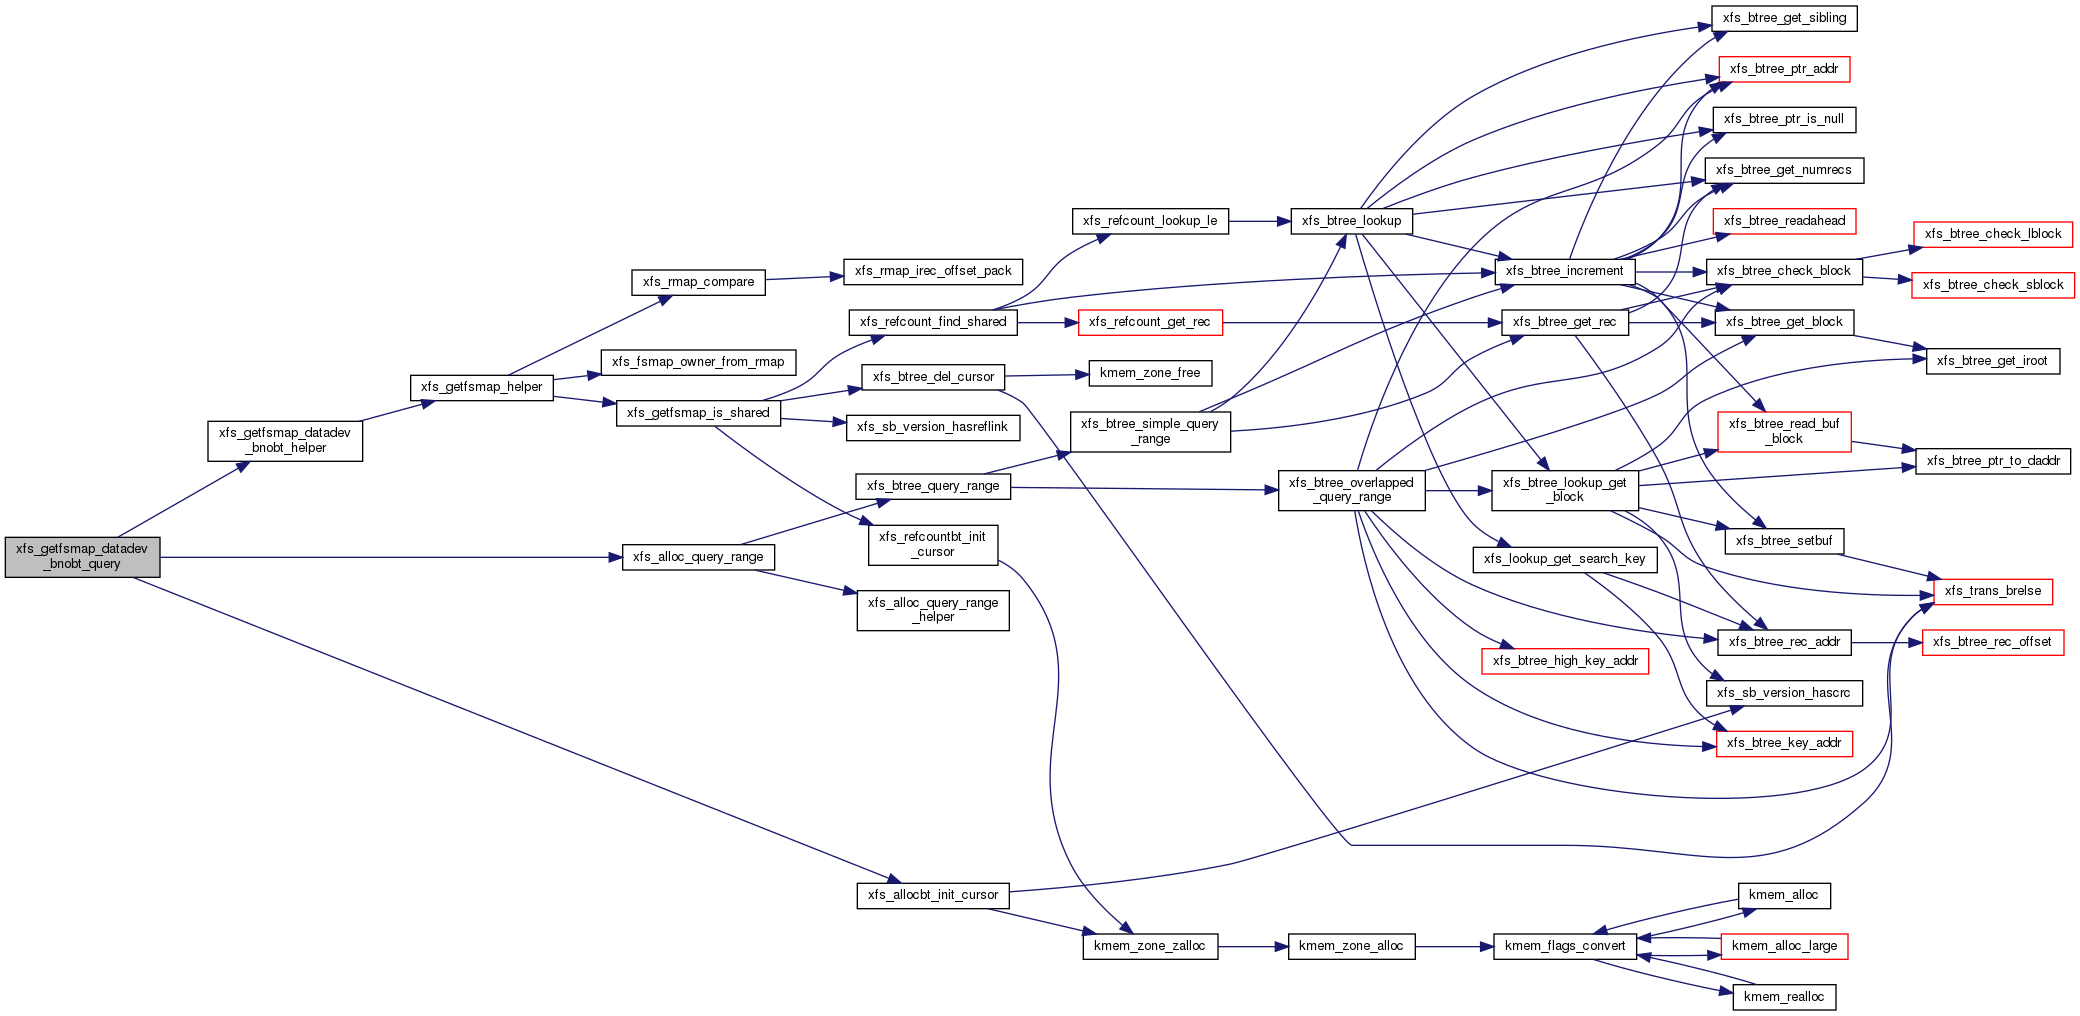 xfs_btree_get_sibling
xfs_btree_ptr_addr
xfs_btree_ptr_is_null
xfs_btree_get_numrecs
xfs_refcount_lookup_le
xfs_btree_lookup
xfs_btree_readahead
xfs_btree_check_lblock
xfs_rmap_compare
xfs_rmap_irec_offset_pack
xfs_btree_increment
xfs_btree_check_block
xfs_btree_check_sblock
xfs_refcount_find_shared
xfs_refcount_get_rec
xfs_btree_get_rec
xfs_btree_get_block
xfs_fsmap_owner_from_rmap
xfs_btree_get_iroot
xfs_getfsmap_helper
xfs_btree_del_cursor
kmem_zone_free
xfs_getfsmap_is_shared
xfs_sb_version_hasreflink
xfs_getfsmap_datadev
_bnobt_helper
xfs_btree_simple_query
_range
xfs_btree_read_buf
_block
xfs_btree_ptr_to_daddr
xfs_btree_query_range
xfs_btree_overlapped
_query_range
xfs_btree_lookup_get
_block
xfs_refcountbt_init
_cursor
xfs_btree_setbuf
xfs_getfsmap_datadev
_bnobt_query
xfs_alloc_query_range
xfs_lookup_get_search_key
xfs_trans_brelse
xfs_alloc_query_range
_helper
xfs_btree_rec_addr
xfs_btree_rec_offset
xfs_btree_high_key_addr
xfs_sb_version_hascrc
xfs_btree_key_addr
xfs_allocbt_init_cursor
kmem_alloc
kmem_zone_zalloc
kmem_zone_alloc
kmem_flags_convert
kmem_alloc_large
kmem_realloc